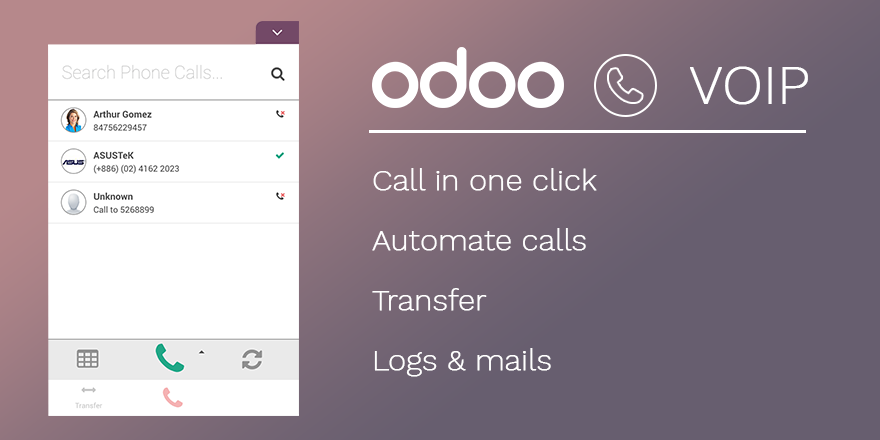 Search Phone Calls...
Arthur Gomez
84756229457
ASUS
ASUSTeK
(+886) (02) 4162 2023
Unknown
Call to 5268899
Transfer
odoo VOIP
Call in one click
Automate calls
Transfer
Logs & mails